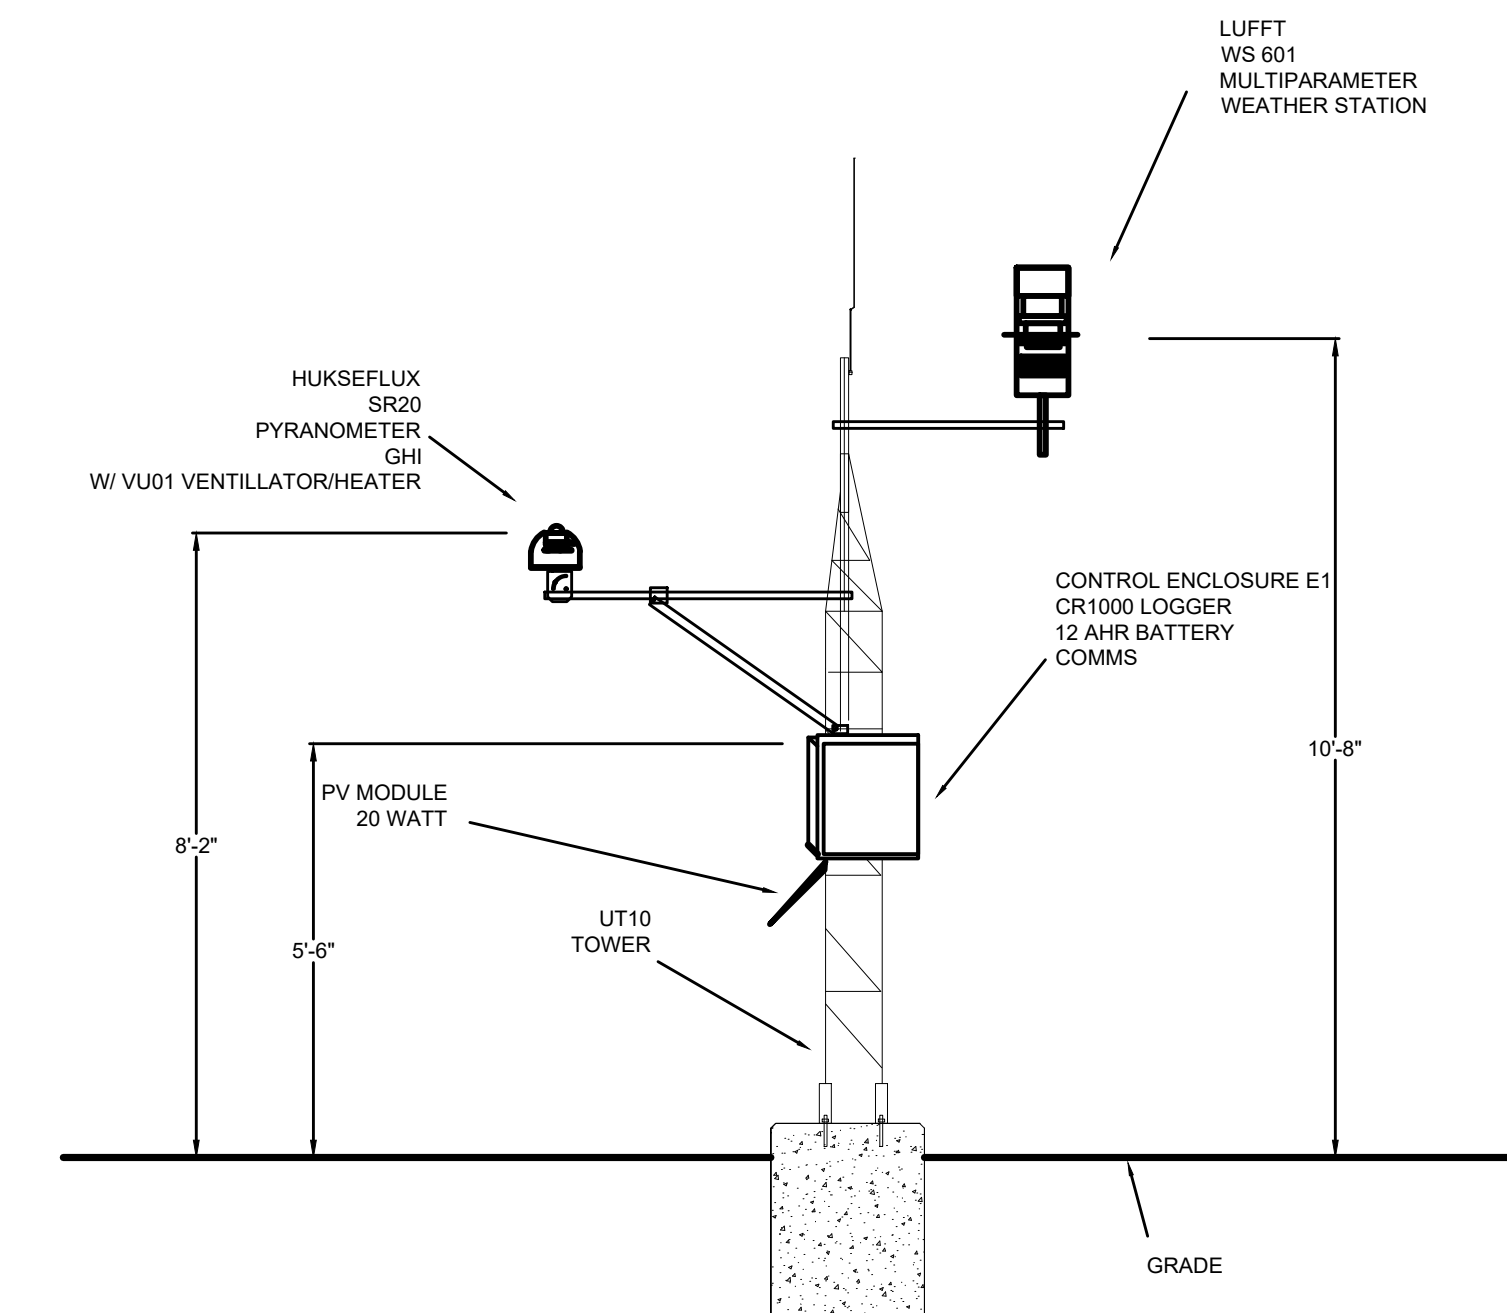 LUFFT
WS 601
MULTIPARAMETER
WEATHER STATION
HUKSEFLUX
SR20
PYRANOMETER
GHI
W/ VU01 VENTILLATOR/HEATER
CONTROL ENCLOSURE E1
CR1000 LOGGER
12 AHR BATTERY
COMMS
10'-8"
PV MODULE
20 WATT
8'-2"
UT10
TOWER
5'-6"
GRADE